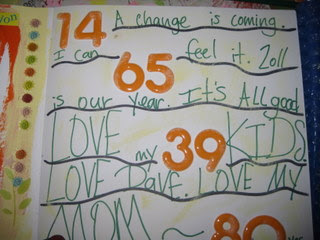 von
14 A change is coming.
I can 65 feel it. 2011
is our year. It's All good
LOVE my 39 KIDS.
LOVE Dave. LOVE MY
MOM ~ 80